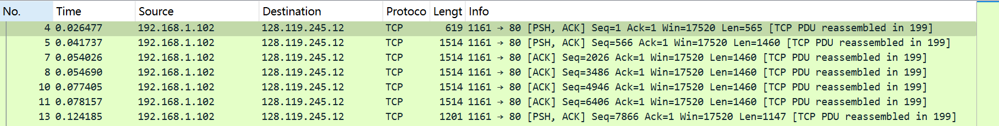 No. Time Source Destination Protoco Lengt Info
4 0.026477 192.168.1.102 128.119.245.12 TCP 619 1161 → 80 [PSH, ACK] Seq=1 Ack=1 Win=17520 Len=565 [TCP PDU reassembled in 199]
5 0.041737 192.168.1.102 128.119.245.12 TCP 1514 1161 → 80 [PSH, ACK] Seq=566 Ack=1 Win=17520 Len=1460 [TCP PDU reassembled in 199]
7 0.054026 192.168.1.102 128.119.245.12 TCP 1514 1161 → 80 [ACK] Seq=2026 Ack=1 Win=17520 Len=1460 [TCP PDU reassembled in 199]
8 0.054690 192.168.1.102 128.119.245.12 TCP 1514 1161 → 80 [ACK] Seq=3486 Ack=1 Win=17520 Len=1460 [TCP PDU reassembled in 199]
10 0.077405 192.168.1.102 128.119.245.12 TCP 1514 1161 → 80 [ACK] Seq=4946 Ack=1 Win=17520 Len=1460 [TCP PDU reassembled in 199]
11 0.078157 192.168.1.102 128.119.245.12 TCP 1514 1161 → 80 [ACK] Seq=6406 Ack=1 Win=17520 Len=1460 [TCP PDU reassembled in 199]
13 0.124185 192.168.1.102 128.119.245.12 TCP 1201 1161 → 80 [PSH, ACK] Seq=7866 Ack=1 Win=17520 Len=1147 [TCP PDU reassembled in 199]